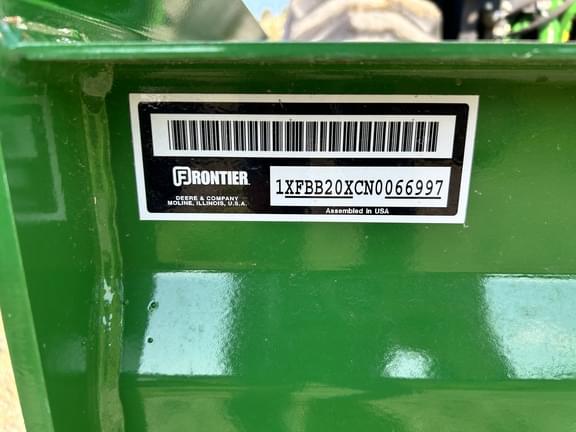 FRONTIER
1XFBB20XCN0066997
DEERE & COMPANY
MOLINE, ILLINOIS, U.S.A.
Assembled in USA